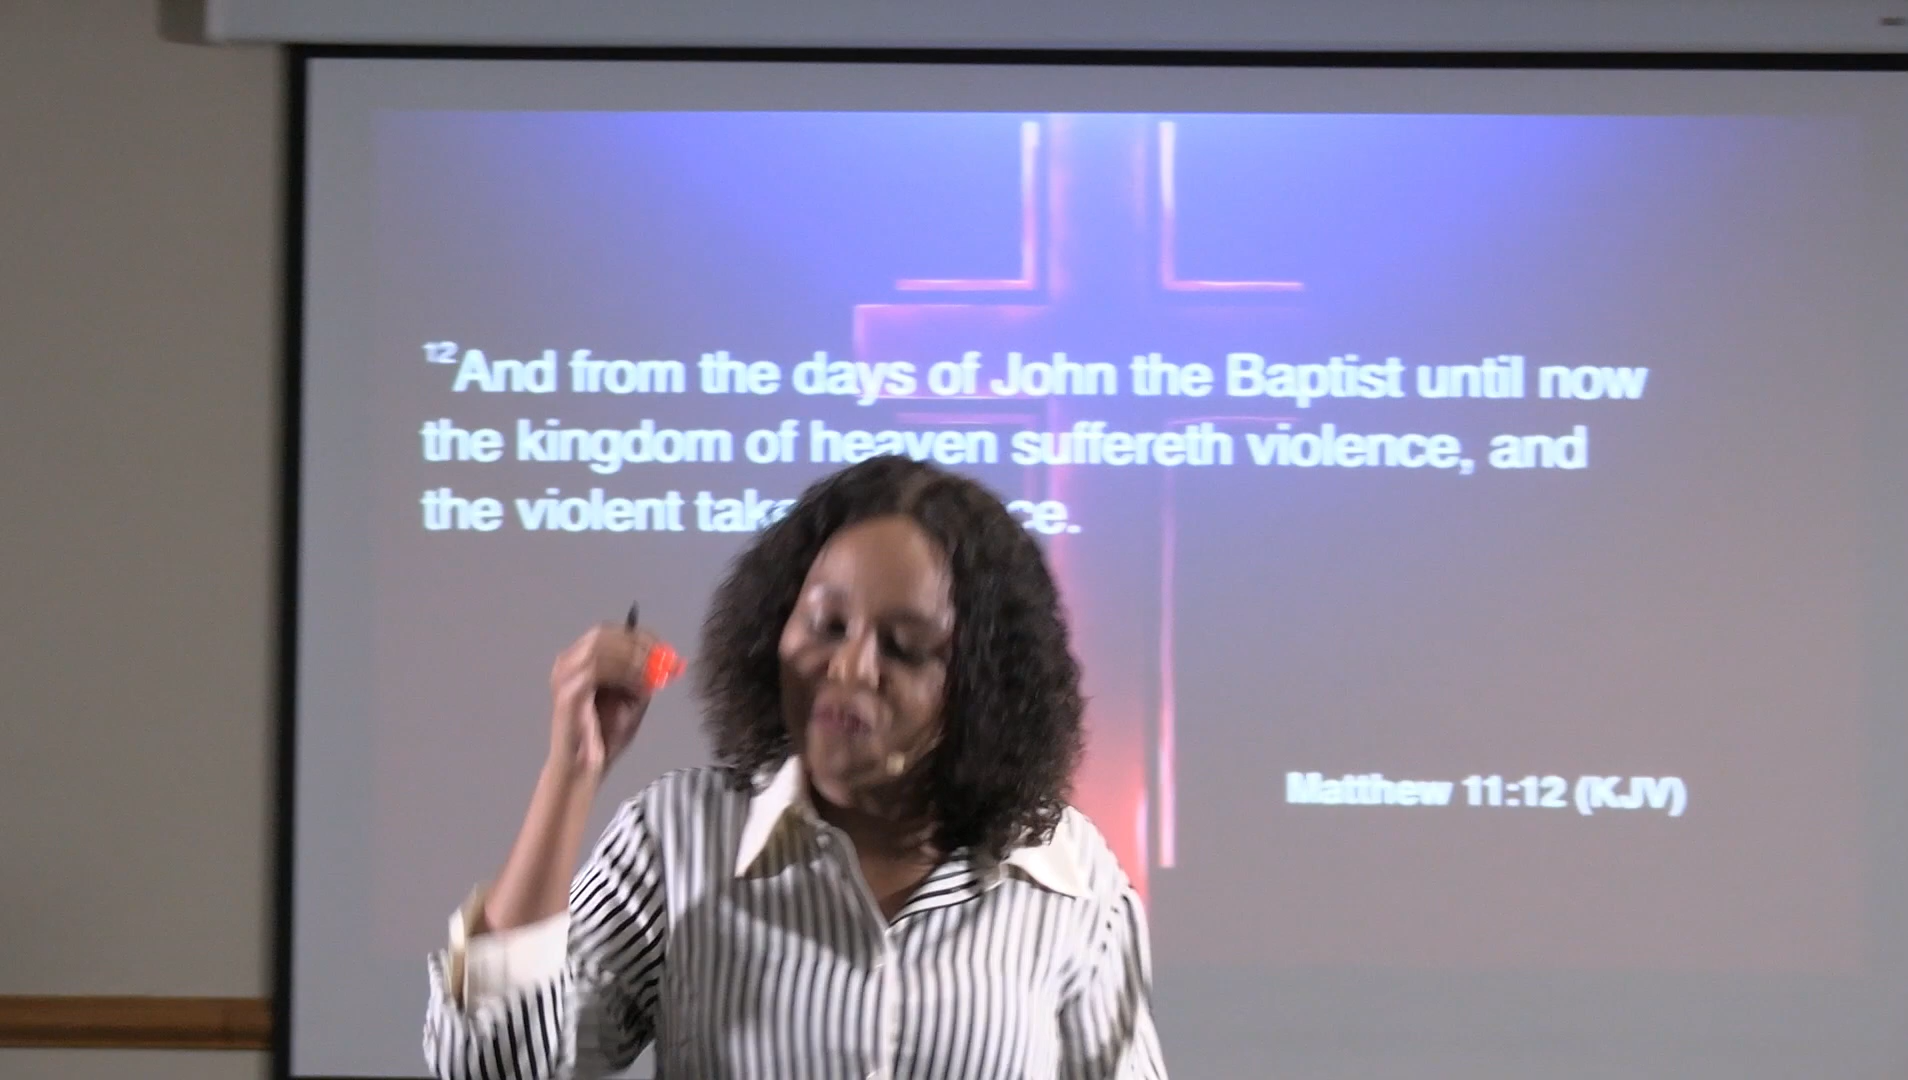 12And from the days of John the Baptist until now
the kingdom of heaven suffereth violence, and
the violent
Matthew 11:12 (KJV)